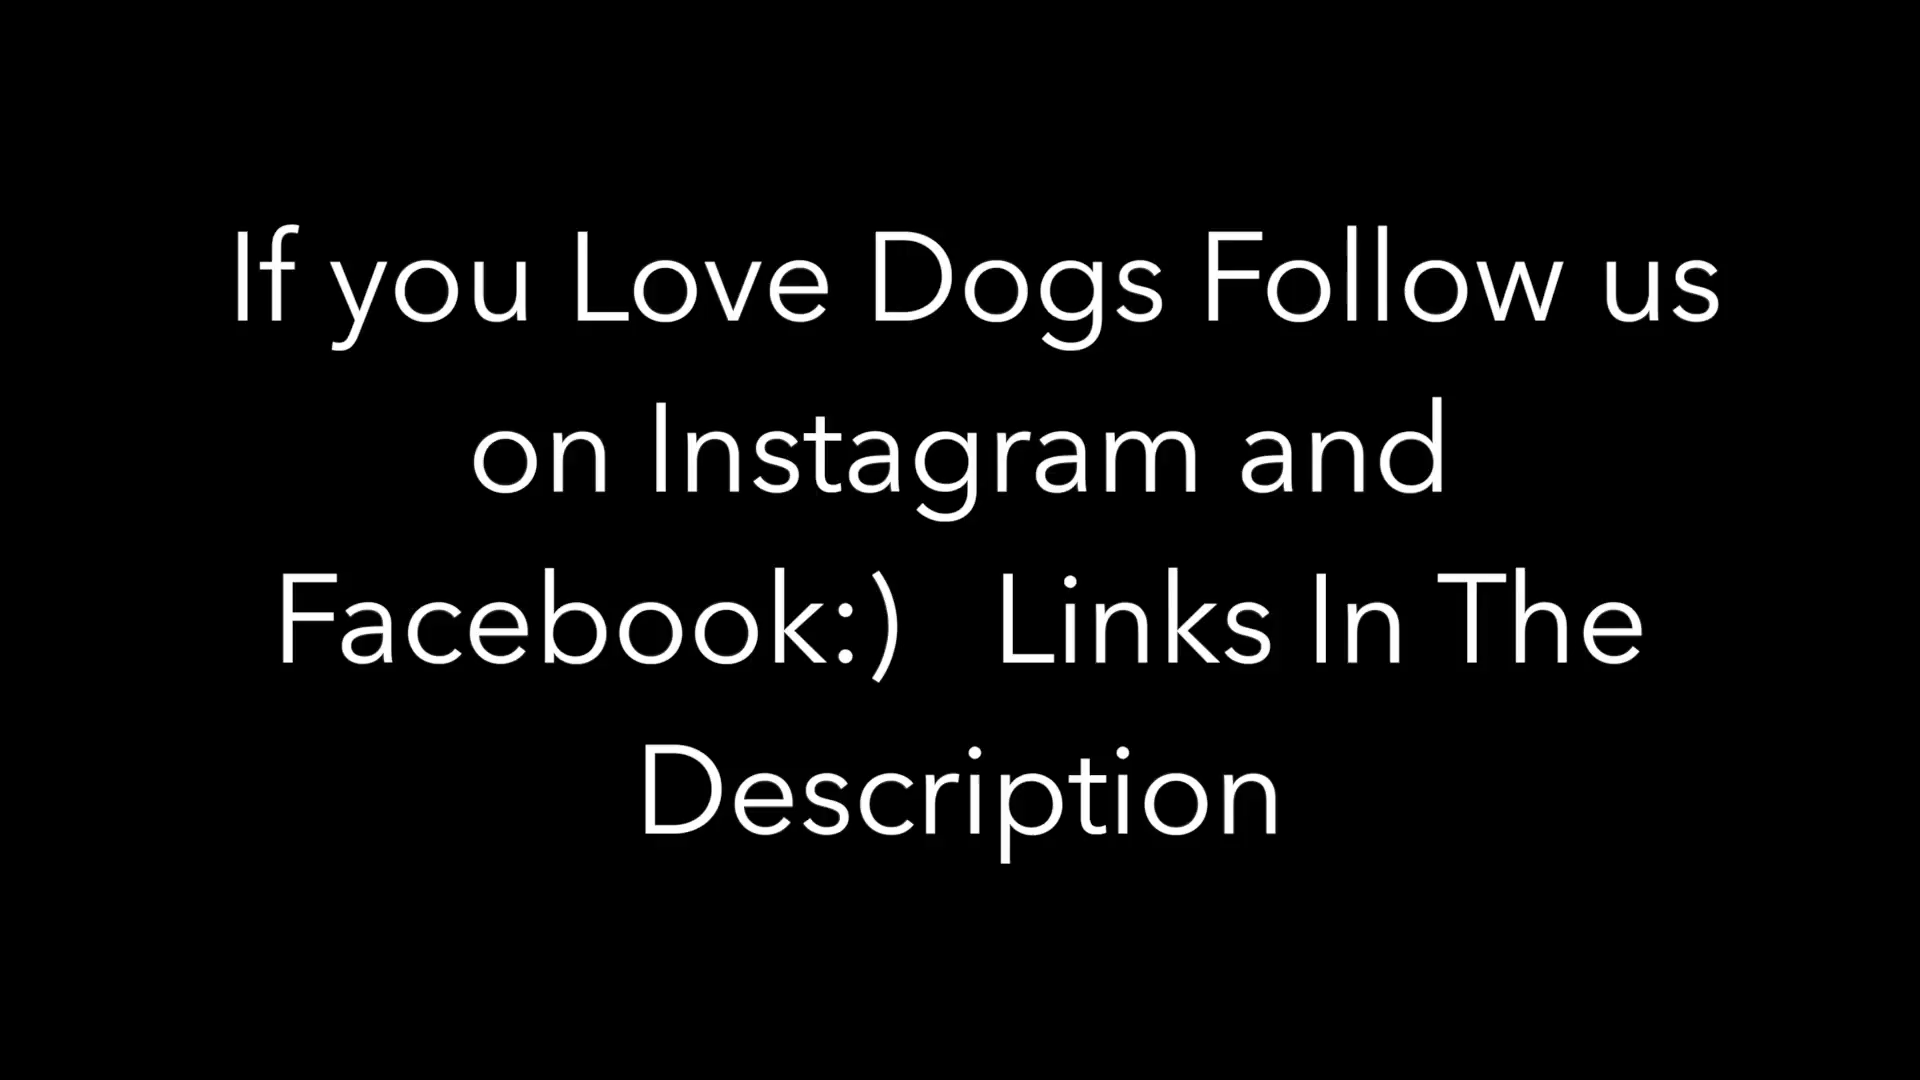 If you Love Dogs Follow us
on Instagram and
Facebook:)   Links In The
Description